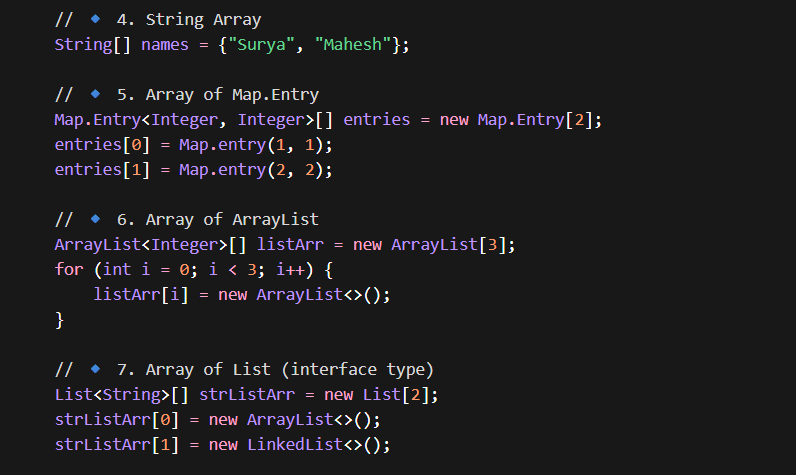 // 🔹 4. String Array
String[] names = {"Surya", "Mahesh"};
// 🔹 5. Array of Map.Entry
Map.Entry<Integer, Integer>[] entries = new Map.Entry[2];
entries[0] = Map.entry(1, 1);
entries[1] = Map.entry(2, 2);
// 🔹 6. Array of ArrayList
ArrayList<Integer>[] listArr = new ArrayList[3];
for (int i = 0; i < 3; i++) {
    listArr[i] = new ArrayList<>();
}
// 🔹 7. Array of List (interface type)
List<String>[] strListArr = new List[2];
strListArr[0] = new ArrayList<>();
strListArr[1] = new LinkedList<>();